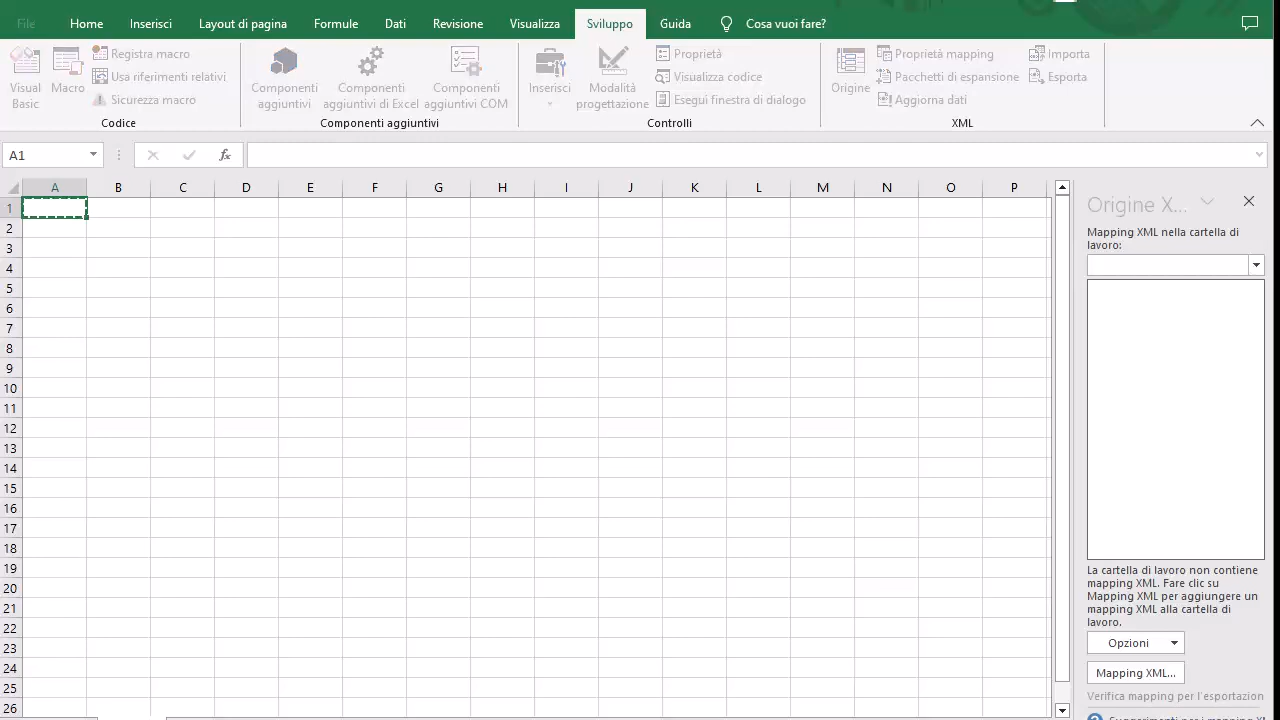 File Home Inserisci Layout di pagina Formule Dati Revisione Visualizza Sviluppo Guida Cosa vuoi fare?
Visual Basic
Macro
Registra macro
Usa riferimenti relativi
Sicurezza macro
Codice
Componenti aggiuntivi
Componenti aggiuntivi di Excel
Componenti aggiuntivi COM
Componenti aggiuntivi
Inserisci
Modalità progettazione
Proprietà
Visualizza codice
Esegui finestra di dialogo
Controlli
Origine
Proprietà mapping
Pacchetti di espansione
Aggiorna dati
Importa
Esporta
XML
A1
fx
A B C D E F G H I J K L M N O P
1
2
3
4
5
6
7
8
9
10
11
12
13
14
15
16
17
18
19
20
21
22
23
24
25
26
Origine X...
Mapping XML nella cartella di
lavoro:
La cartella di lavoro non contiene
mapping XML. Fare clic su
Mapping XML per aggiungere un
mapping XML alla cartella di
lavoro.
Opzioni
Mapping XML...
Verifica mapping per l'esportazion